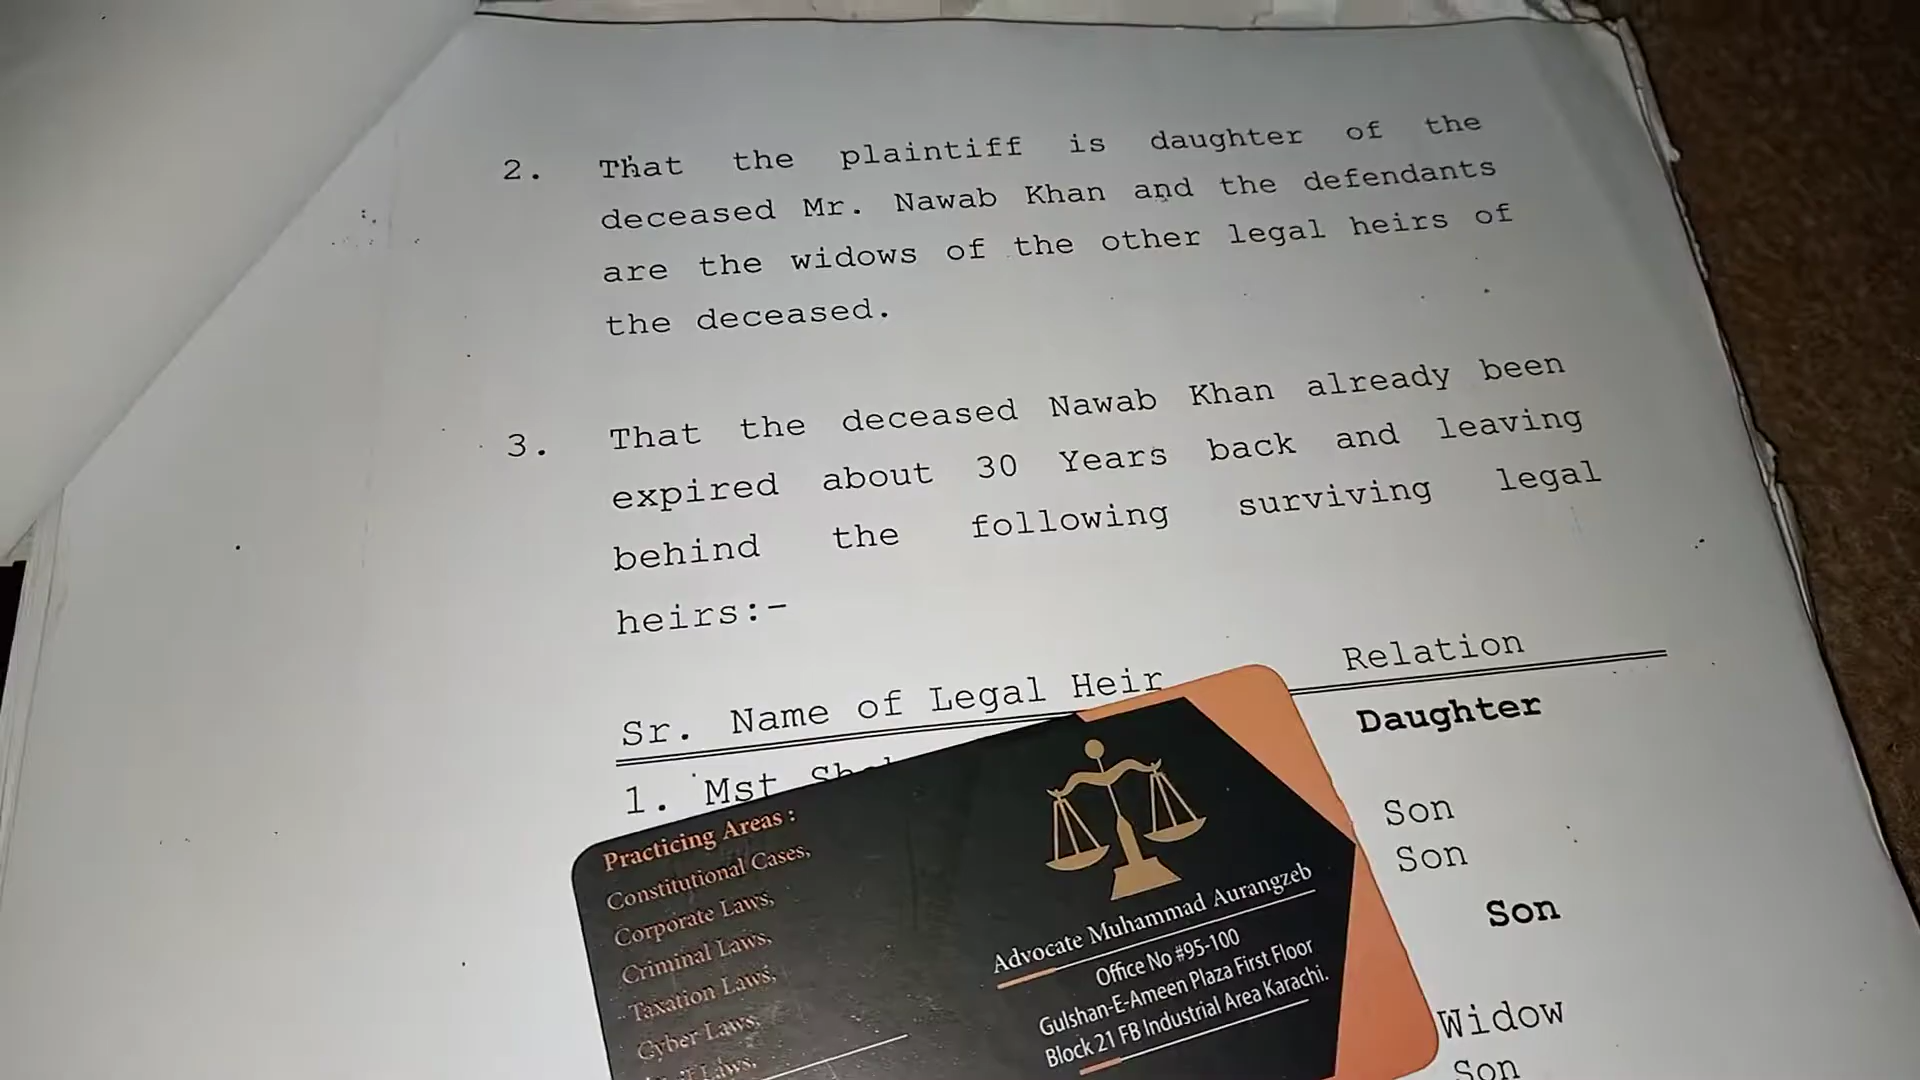 2. That the plaintiff is daughter of the
deceased Mr. Nawab Khan and the defendants
are the widows of the other legal heirs of
the deceased.
3. That the deceased Nawab Khan already been
expired about 30 Years back and leaving
behind the following surviving legal
heirs:-
Sr. Name of Legal Heir Relation
1. Mst Daughter
Son
Son
Son
Widow
Son
Practicing Areas :
Constitutional Cases,
Corporate Laws,
Criminal Laws,
Taxation Laws,
Cyber Laws,
Laws,
Advocate Muhammad Aurangzeb
Office No #95-100
Gulshan-E-Ameen Plaza First Floor
Block 21 FB Industrial Area Karachi.